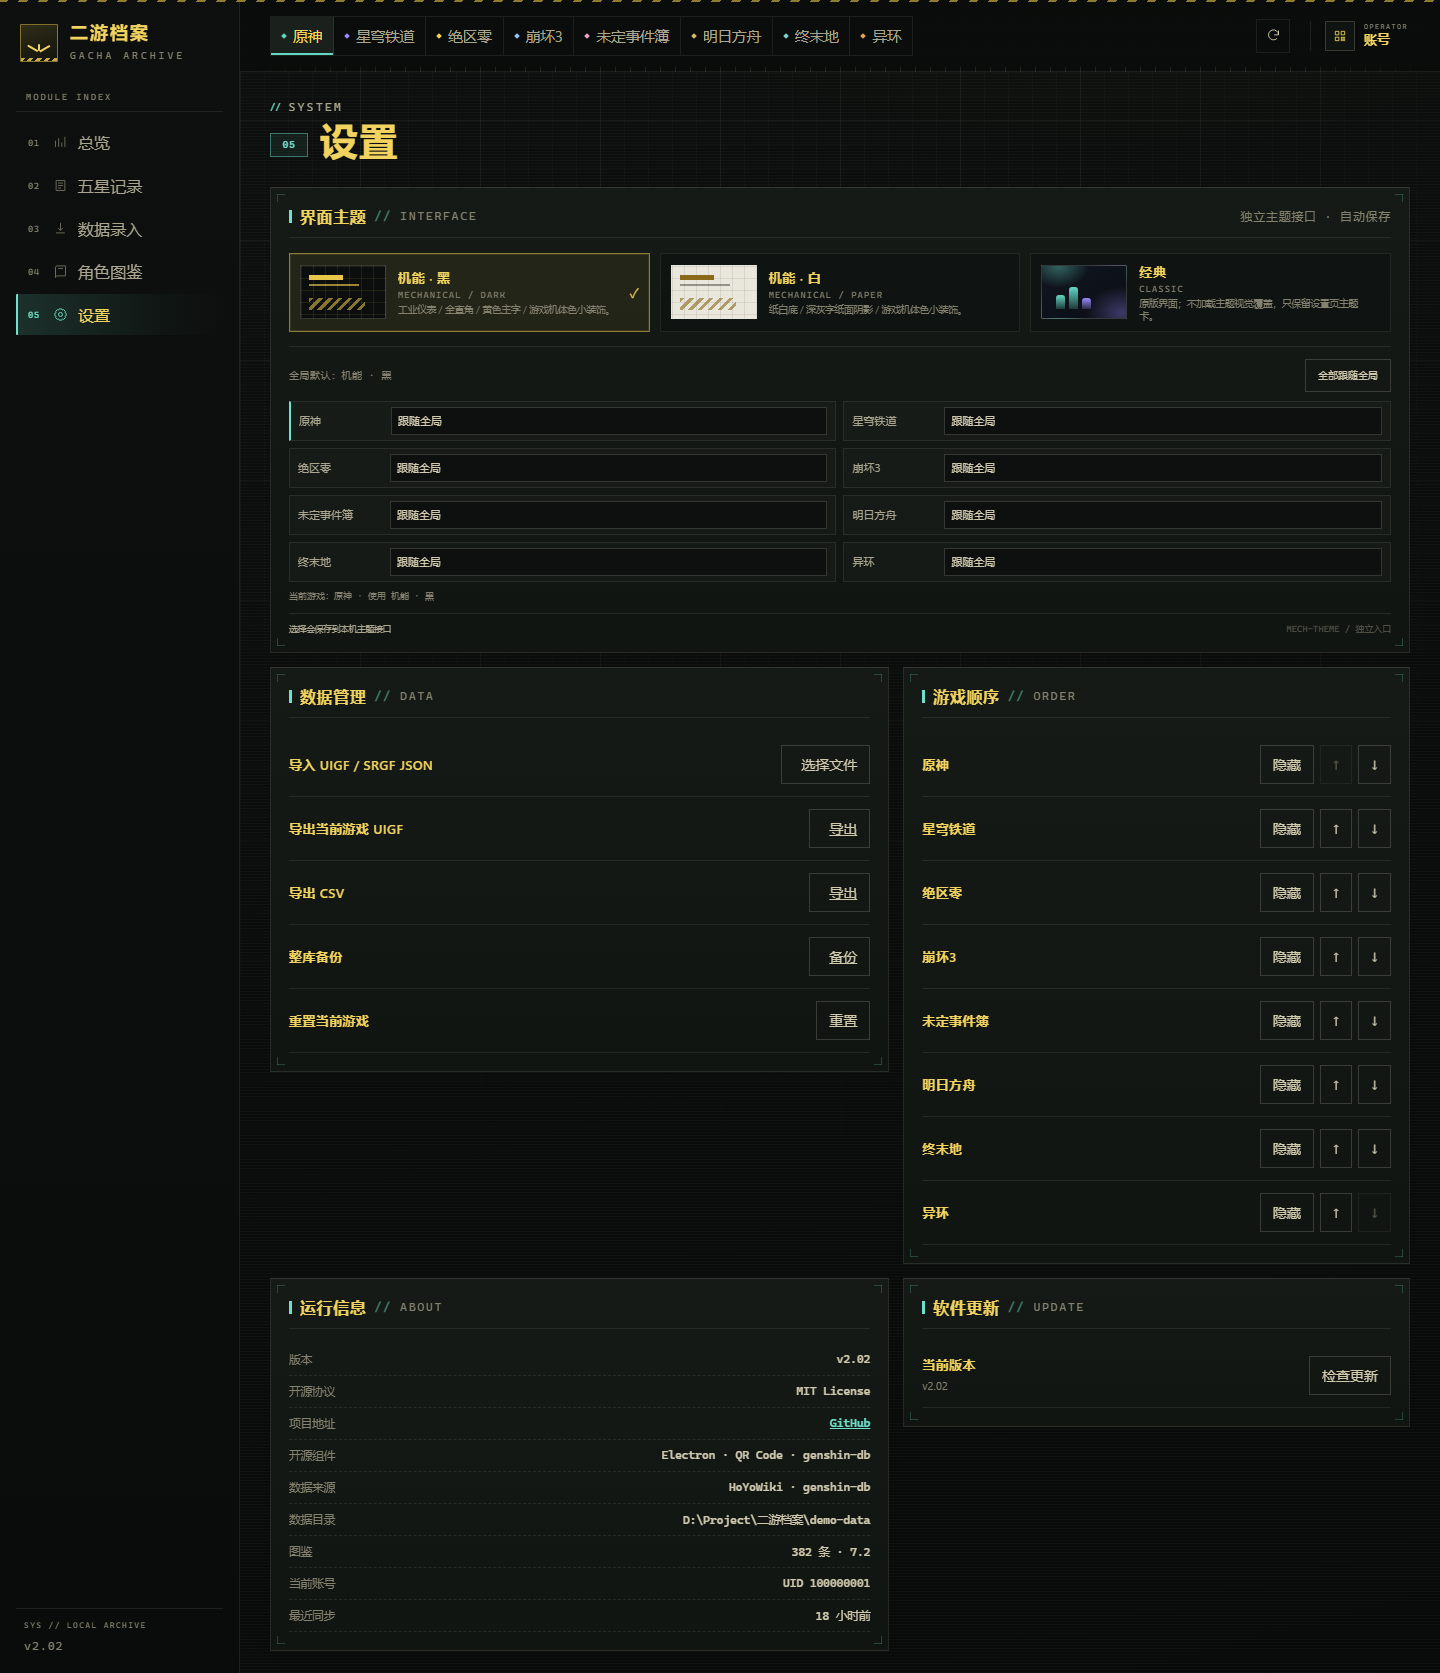 二游档案
GACHA ARCHIVE
MODULE INDEX
01 总览
02 五星记录
03 数据录入
04 角色图鉴
05 设置
SYS // LOCAL ARCHIVE
v2.02
原神
星穹铁道
绝区零
崩坏3
未定事件簿
明日方舟
终末地
异环
OPERATOR
账号
// SYSTEM
05 设置
界面主题 // INTERFACE
独立主题接口 · 自动保存
机能 · 黑
MECHANICAL / DARK
工业仪表 / 全直角 / 黄色主字 / 游戏机体色小装饰。
✓
机能 · 白
MECHANICAL / PAPER
纸白底 / 深灰字纸面阴影 / 游戏机体色小装饰。
经典
CLASSIC
原版界面；不加载主题视觉覆盖，只保留设置页主题
卡。
全局默认：机能 · 黑
全部跟随全局
原神 跟随全局
星穹铁道 跟随全局
绝区零 跟随全局
崩坏3 跟随全局
未定事件簿 跟随全局
明日方舟 跟随全局
终末地 跟随全局
异环 跟随全局
当前游戏：原神 · 使用 机能 · 黑
选择会保存到本机主题接口
MECH-THEME / 独立入口
数据管理 // DATA
导入 UIGF / SRGF JSON 选择文件
导出当前游戏 UIGF 导出
导出 CSV 导出
整库备份 备份
重置当前游戏 重置
游戏顺序 // ORDER
原神 隐藏 ↑ ↓
星穹铁道 隐藏 ↑ ↓
绝区零 隐藏 ↑ ↓
崩坏3 隐藏 ↑ ↓
未定事件簿 隐藏 ↑ ↓
明日方舟 隐藏 ↑ ↓
终末地 隐藏 ↑ ↓
异环 隐藏 ↑ ↓
运行信息 // ABOUT
版本 v2.02
开源协议 MIT License
项目地址 GitHub
开源组件 Electron · QR Code · genshin-db
数据来源 HoYoWiki · genshin-db
数据目录 D:\Project\二游档案\demo-data
图鉴 382 条 · 7.2
当前账号 UID 100000001
最近同步 18 小时前
软件更新 // UPDATE
当前版本
v2.02
检查更新